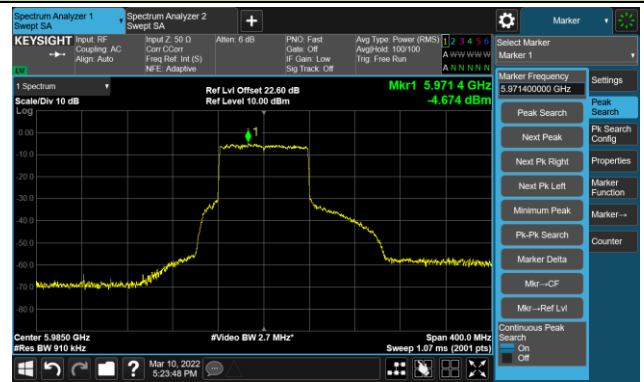 Spectrum Analyzer 1
Swept SA
Spectrum Analyzer 2
Swept SA
+
Marker
KEYSIGHT
Input: RF
Coupling: AC
Align: Auto
Input Z: 50 Ω
Corr CCorr
Freq Ref: Int (S)
NFE: Adaptive
Atten: 6 dB
PNO: Fast
Gate: Off
IF Gain: Low
Sig Track: Off
Avg Type: Power (RMS)
Avg|Hold: 100/100
Trig: Free Run
1 2 3 4 5 6
A W W W W W
A N N N N N
LW
Select Marker
Marker 1
1 Spectrum
Scale/Div 10 dB
Log
Ref Lvl Offset 22.60 dB
Ref Level 10.00 dBm
Mkr1 5.971 4 GHz
-4.674 dBm
1
0.00
-10.0
-20.0
-30.0
-40.0
-50.0
-60.0
-70.0
-80.0
Center 5.9850 GHz
#Res BW 910 kHz
#Video BW 2.7 MHz*
Span 400.0 MHz
Sweep 1.07 ms (2001 pts)
Marker Frequency
5.971400000 GHz
Peak Search
Next Peak
Next Pk Right
Next Pk Left
Minimum Peak
Pk-Pk Search
Marker Delta
Mkr→CF
Mkr→Ref Lvl
Continuous Peak
Search
On
Off
Settings
Peak
Search
Pk Search
Config
Properties
Marker
Function
Marker→
Counter
?
Mar 10, 2022
5:23:48 PM